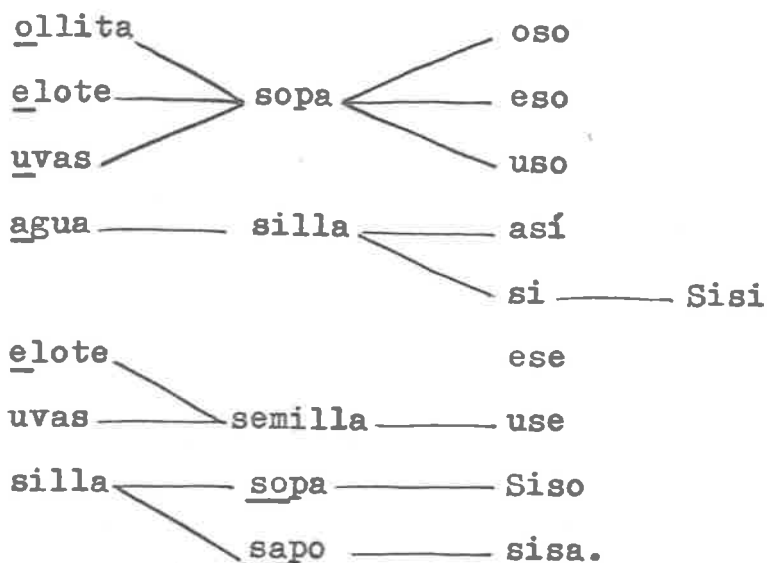 ollita oso
elote sopa eso
uvas uso
agua silla así
si Sisi
elote ese
uvas semilla use
silla sopa Siso
sapo sisa.